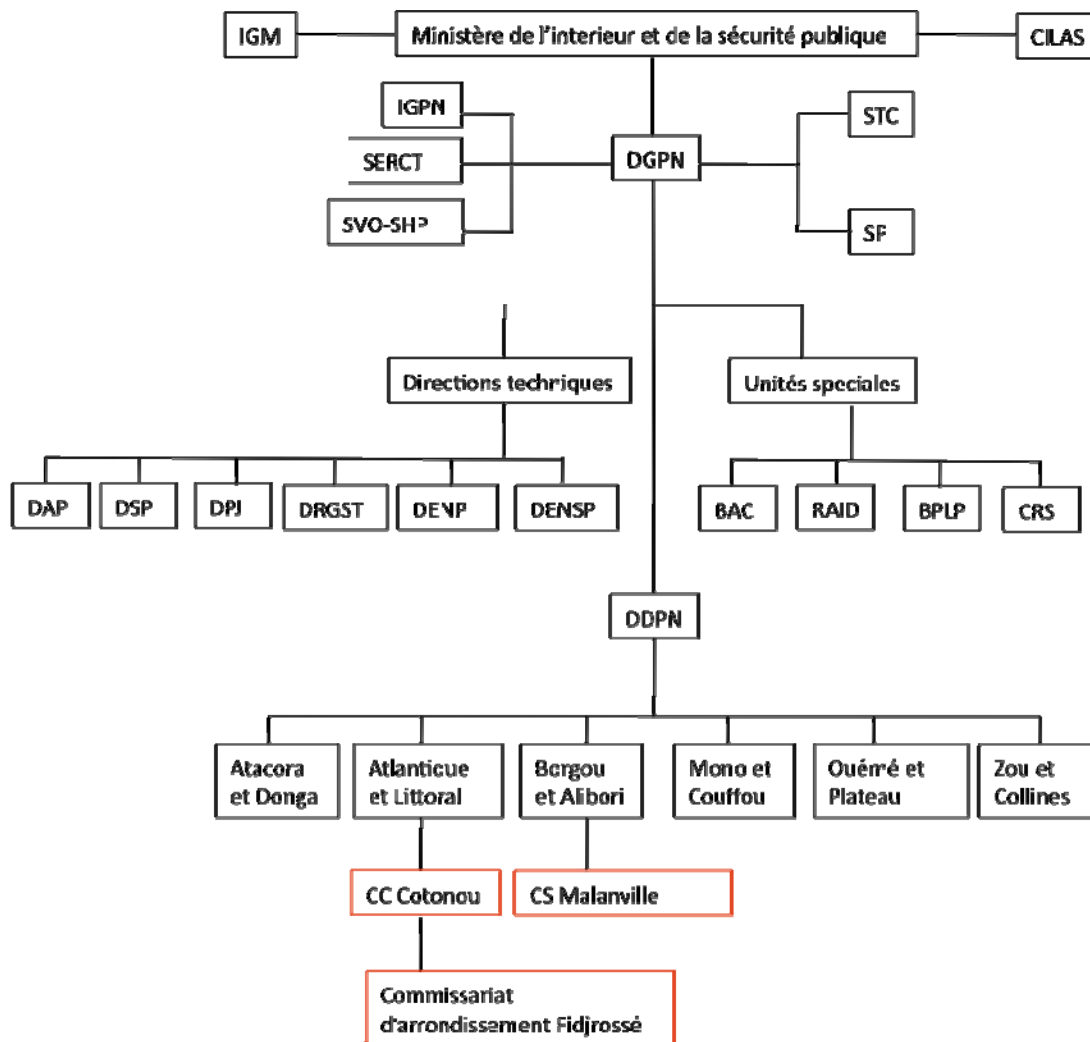 IGM
Ministère de l'interieur et de la sécurité publique
CILAS
IGPN
STC
SERCT
DGPN
SVO-SHP
SF
Directions techniques
Unités speciales
DAP
DSP
DPJ
DRGST
DENP
DENSP
BAC
RAID
BPLP
CRS
DDPN
Atacora
et Donga
Atlantique
et Littoral
Borgou
et Alibori
Mono et
Couffou
Ouémé et
Plateau
Zou et
Collines
CC Cotonou
CS Malanville
Commissariat
d'arrondissement Fidjrossé